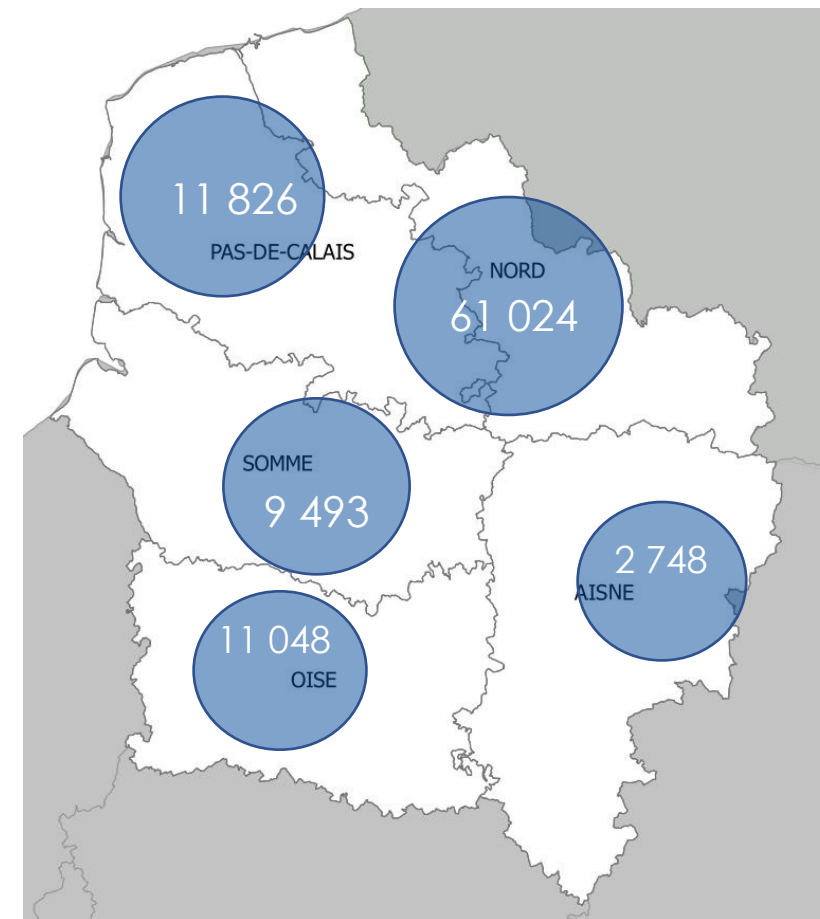 11 826
PAS-DE-CALAIS
NORD
61 024
SOMME
9 493
2 748
AISNE
11 048
OISE